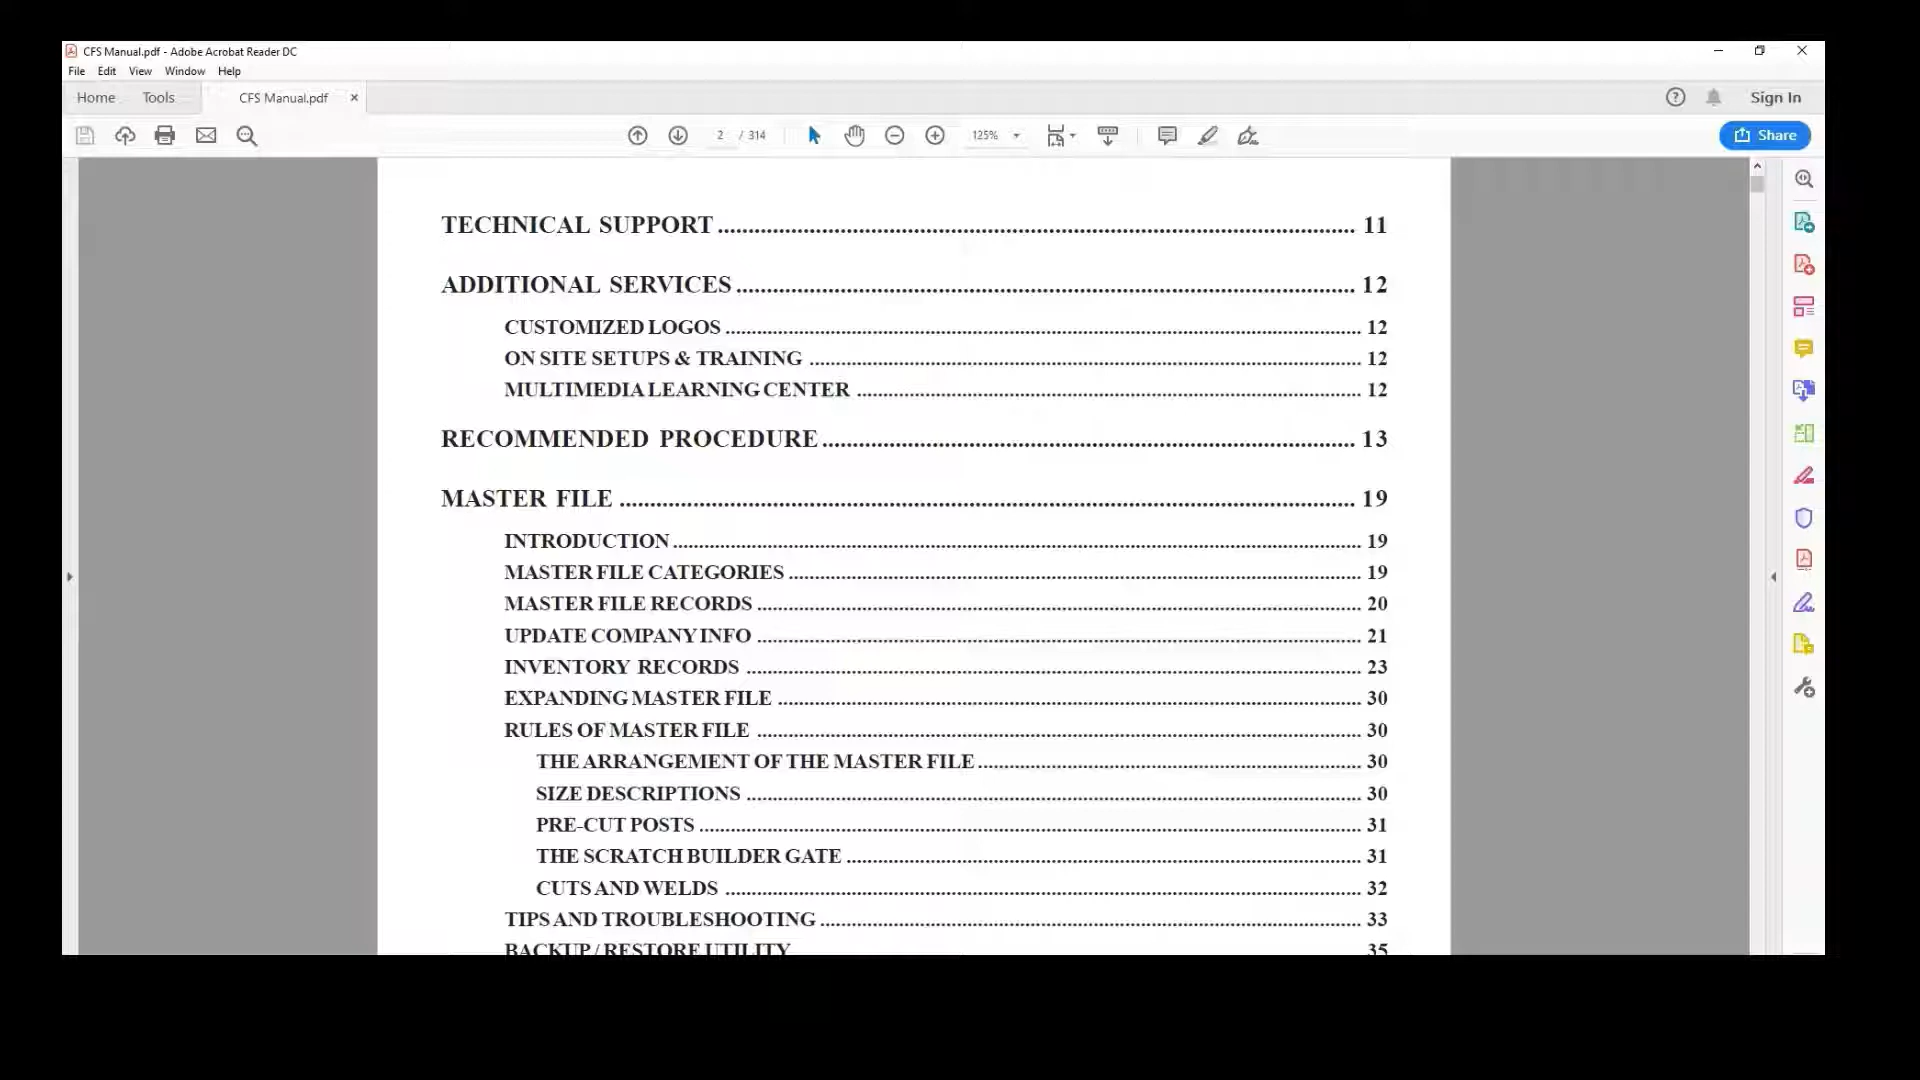 CFS Manual.pdf - Adobe Acrobat Reader DC
File Edit View Window Help
Home Tools CFS Manual.pdf Sign In
2 / 314 125% Share
TECHNICAL SUPPORT 11
ADDITIONAL SERVICES 12
CUSTOMIZED LOGOS 12
ON SITE SETUPS & TRAINING 12
MULTIMEDIA LEARNING CENTER 12
RECOMMENDED PROCEDURE 13
MASTER FILE 19
INTRODUCTION 19
MASTER FILE CATEGORIES 19
MASTER FILE RECORDS 20
UPDATE COMPANY INFO 21
INVENTORY RECORDS 23
EXPANDING MASTER FILE 30
RULES OF MASTER FILE 30
THE ARRANGEMENT OF THE MASTER FILE 30
SIZE DESCRIPTIONS 30
PRE-CUT POSTS 31
THE SCRATCH BUILDER GATE 31
CUTS AND WELDS 32
TIPS AND TROUBLESHOOTING 33
BACKUP / RESTORE UTILITY 35